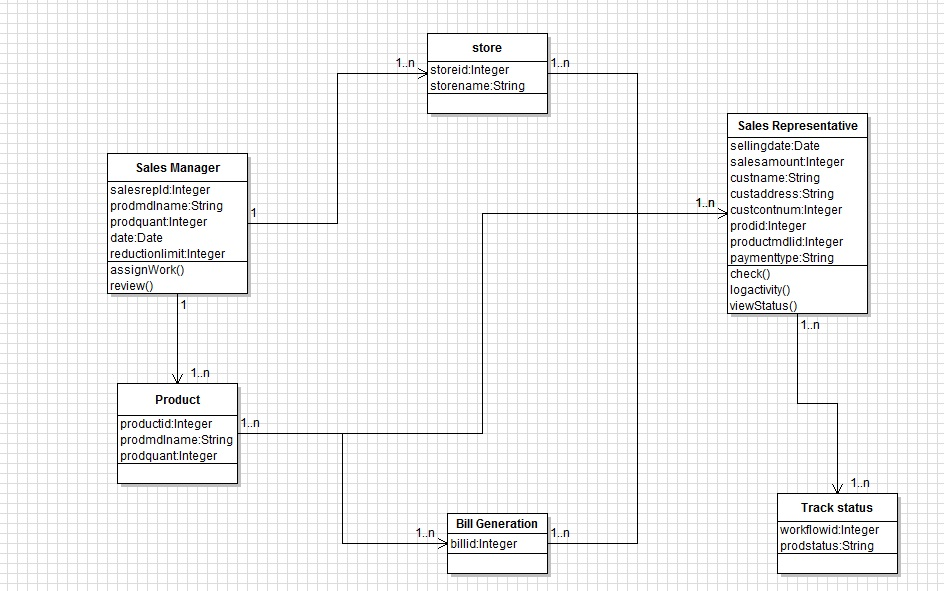 store
1..n
storeid:Integer
storename:String
1..n
Sales Manager
salesrepId:Integer
prodmdlname:String
prodquant:Integer
date:Date
reductionlimit:Integer
assignWork()
review()
1
1
1..n
Sales Representative
sellingdate:Date
salesamount:Integer
custname:String
custaddress:String
custcontnum:Integer
prodid:Integer
productmdlid:Integer
paymenttype:String
check()
logactivity()
viewStatus()
1..n
1..n
Product
productid:Integer
prodmdlname:String
prodquant:Integer
1..n
1..n
Bill Generation
billid:Integer
1..n
1..n
Track status
workflowid:Integer
prodstatus:String